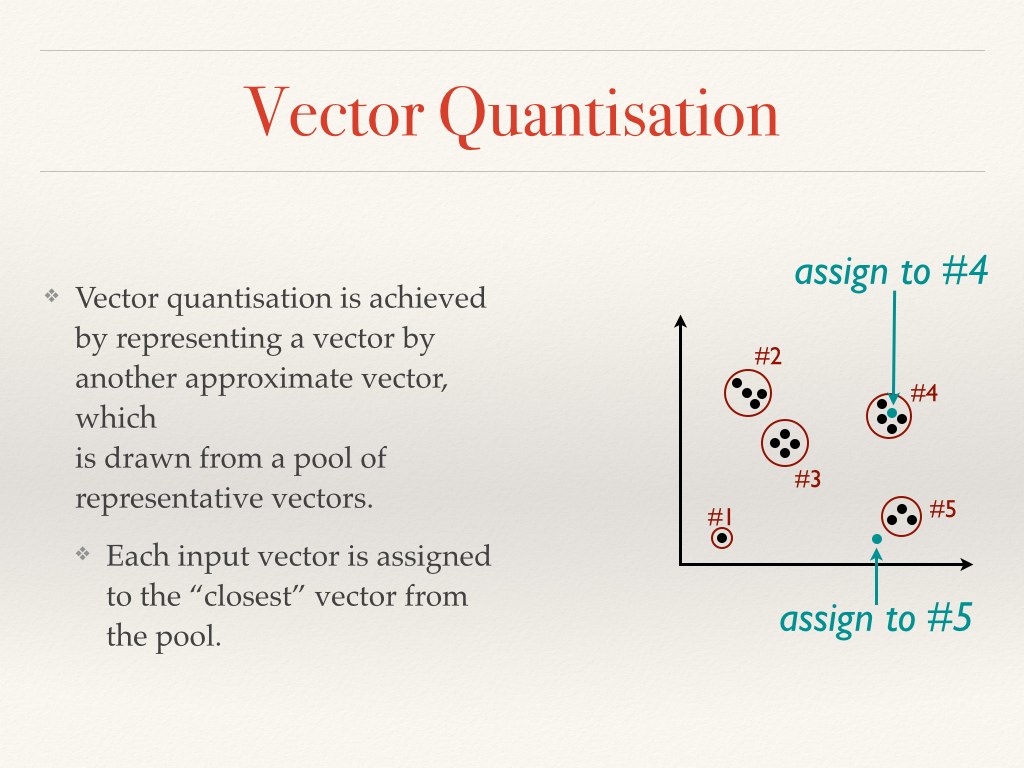 Vector Quantisation
❖ Vector quantisation is achieved
by representing a vector by
another approximate vector,
which
is drawn from a pool of
representative vectors.
❖ Each input vector is assigned
to the “closest” vector from
the pool.
assign to #4
#2
#4
#3
#1
#5
assign to #5